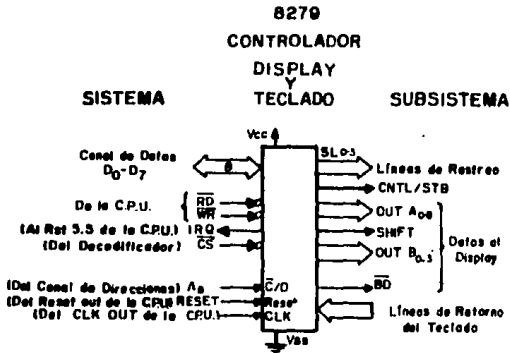 8279
CONTROLADOR
DISPLAY
Y
TECLADO
SISTEMA
SUBSISTEMA
Vcc
SL 0-3
Canal de Datos
D0-D7
8
Líneas de Rastreo
CNTL/STB
De la C.P.U.
RD
WR
OUT A0-3
(Al Rst 5.5 de la C.P.U.) IRQ
SHIFT
Datos al
Display
(Del Decodificador) CS
OUT B0-3
(Del Canal de Direcciones) A0
C/D
BD
(Del Reset out de la C.P.U) RESET
Reset
(Del CLK OUT de la C.P.U.)
CLK
Líneas de Retorno
del Teclado
Vss